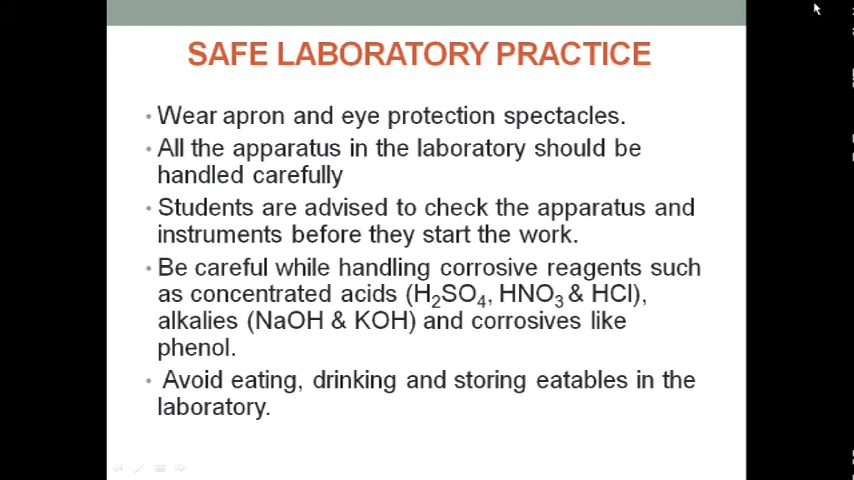 SAFE LABORATORY PRACTICE
• Wear apron and eye protection spectacles.
• All the apparatus in the laboratory should be
handled carefully
• Students are advised to check the apparatus and
instruments before they start the work.
• Be careful while handling corrosive reagents such
as concentrated acids (H₂SO₄, HNO₃ & HCl),
alkalies (NaOH & KOH) and corrosives like
phenol.
• Avoid eating, drinking and storing eatables in the
laboratory.